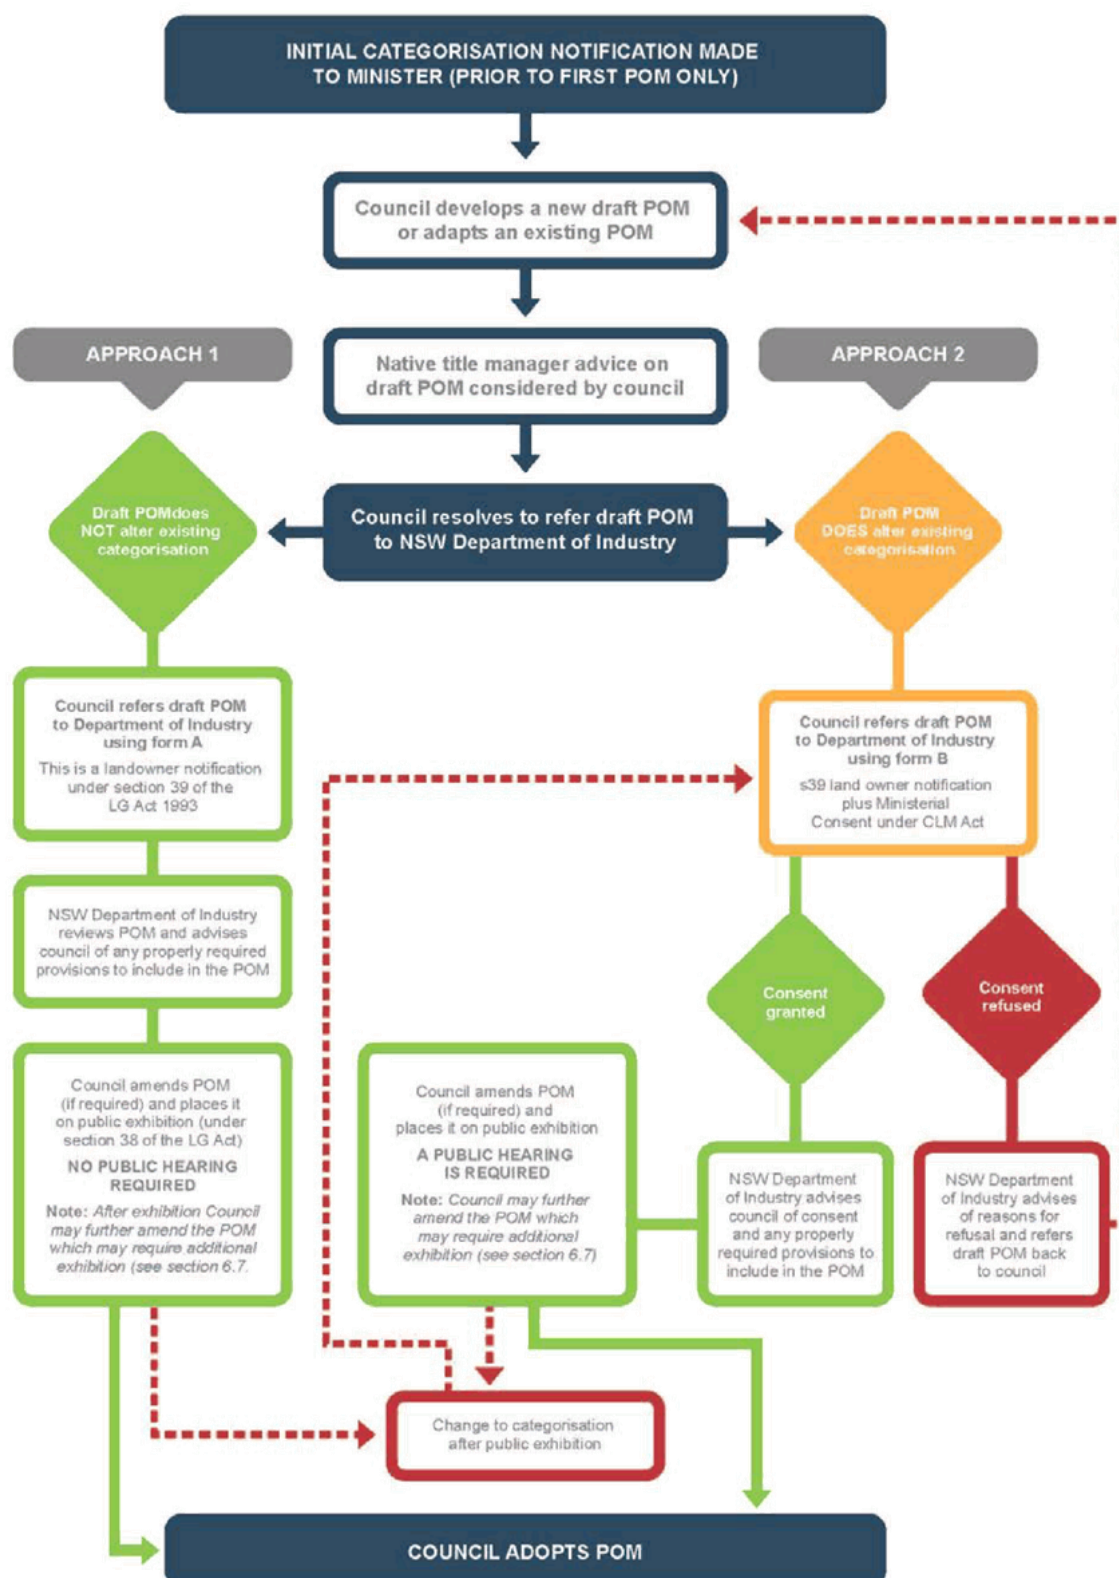 INITIAL CATEGORISATION NOTIFICATION MADE
TO MINISTER (PRIOR TO FIRST POM ONLY)
Council develops a new draft POM
or adapts an existing POM
APPROACH 1
Native title manager advice on
draft POM considered by council
APPROACH 2
Draft POMdoes
NOT alter existing
categorisation
Council resolves to refer draft POM
to NSW Department of Industry
Draft POM
DOES alter existing
categorisation
Council refers draft POM
to Department of Industry
using form A
This is a landowner notification
under section 39 of the
LG Act 1993
Council refers draft POM
to Department of Industry
using form B
s39 land owner notification
plus Ministerial
Consent under CLM Act
NSW Department of Industry
reviews POM and advises
council of any properly required
provisions to include in the POM
Consent
granted
Consent
refused
Council amends POM
(if required) and places it
on public exhibition (under
section 38 of the LG Act)
NO PUBLIC HEARING
REQUIRED
Note: After exhibition Council
may further amend the POM
which may require additional
exhibition (see section 6.7.
Council amends POM
(if required) and
places it on public exhibition
A PUBLIC HEARING
IS REQUIRED
Note: Council may further
amend the POM which
may require additional
exhibition (see section 6.7)
NSW Department
of Industry advises
council of consent
and any properly
required provisions to
include in the POM
NSW Department
of Industry advises
of reasons for
refusal and refers
draft POM back
to council
Change to categorisation
after public exhibition
COUNCIL ADOPTS POM